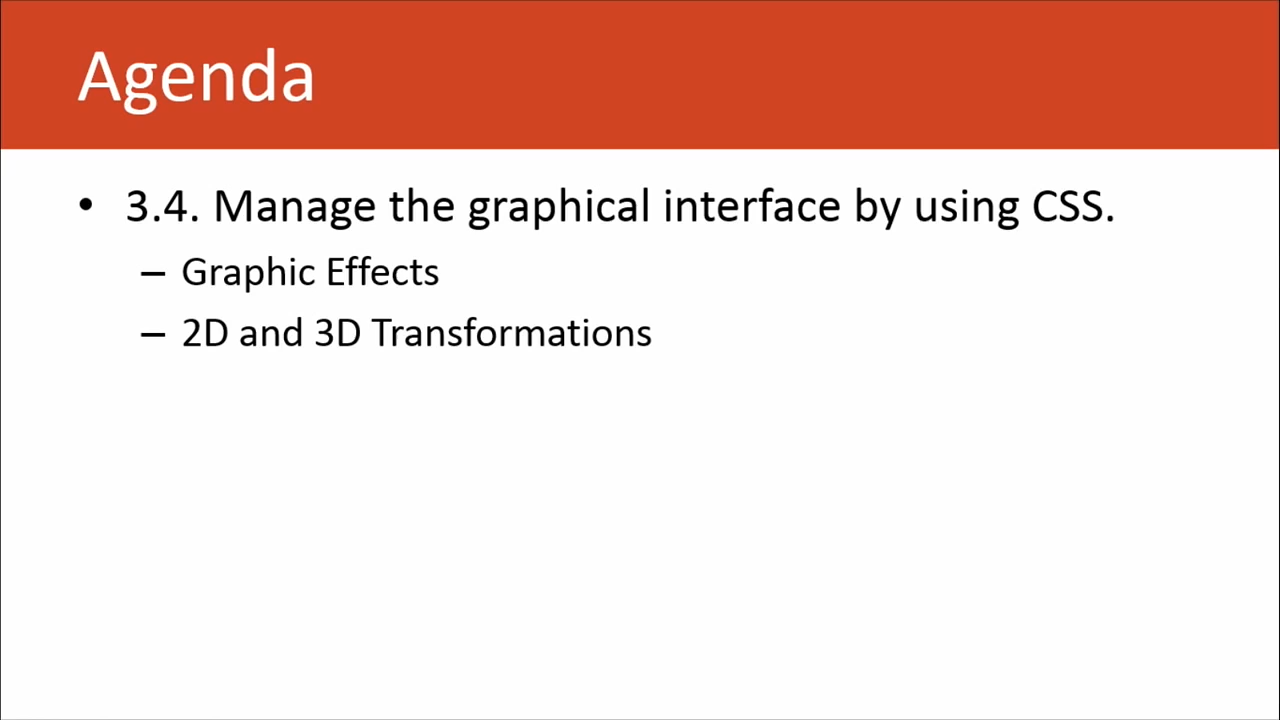 Agenda
• 3.4. Manage the graphical interface by using CSS.
– Graphic Effects
– 2D and 3D Transformations